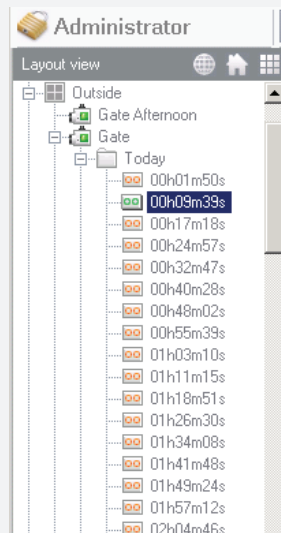 Administrator
Layout view
Outside
Gate Afternoon
Gate
Today
00h01m50s
00h09m39s
00h17m18s
00h24m57s
00h32m47s
00h40m28s
00h48m02s
00h55m39s
01h03m10s
01h11m15s
01h18m51s
01h26m30s
01h34m08s
01h41m48s
01h49m24s
01h57m12s
02h04m46s